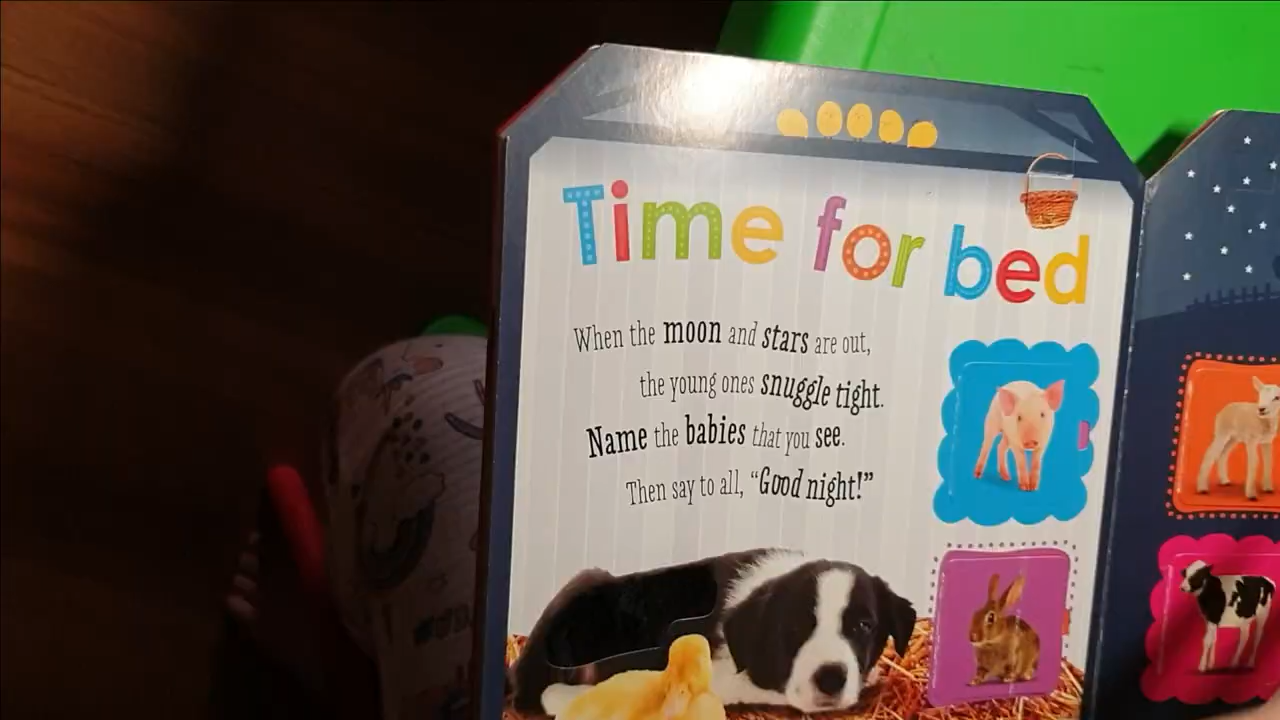 Time for bed
When the moon and stars are out,
the young ones snuggle tight.
Name the babies that you see.
Then say to all, “Good night!”